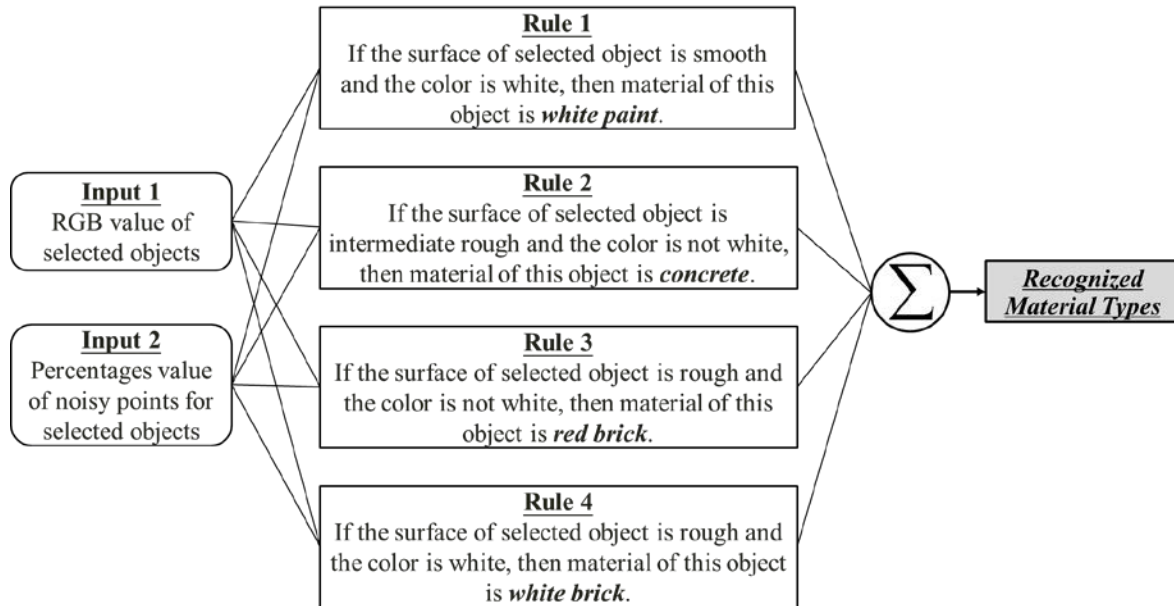 Rule 1
If the surface of selected object is smooth
and the color is white, then material of this
object is white paint.
Input 1
RGB value of
selected objects
Rule 2
If the surface of selected object is
intermediate rough and the color is not white,
then material of this object is concrete.
Input 2
Percentages value
of noisy points for
selected objects
Rule 3
If the surface of selected object is rough and
the color is not white, then material of this
object is red brick.
Rule 4
If the surface of selected object is rough and
the color is white, then material of this object
is white brick.
Σ
Recognized
Material Types